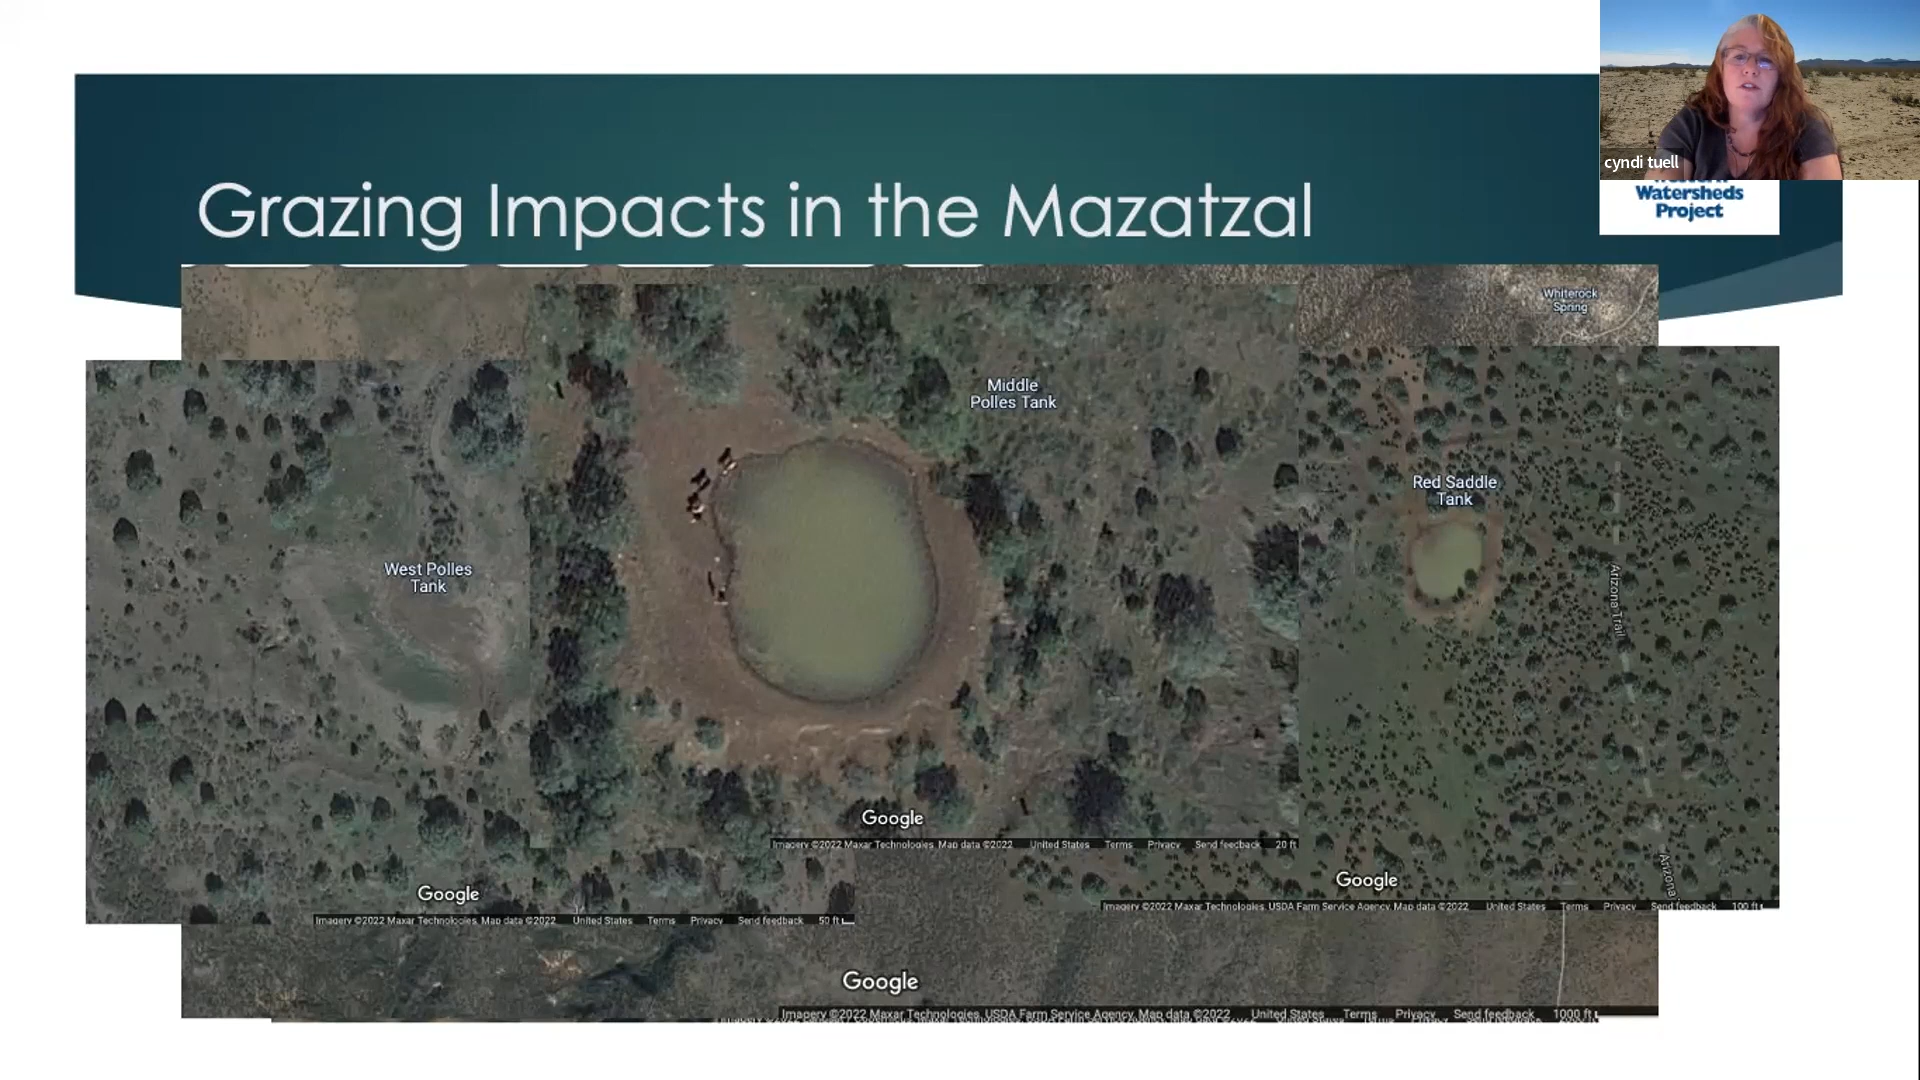 cyndi tuell
Watersheds
Project
Grazing Impacts in the Mazatzal
Whiterock
Spring
Middle
Polles Tank
Red Saddle
Tank
West Polles
Tank
Arizona Trail
Google
Imagery ©2022 Maxar Technologies, Map data ©2022 United States Terms Privacy Send feedback 20 ft
Arizona
Google
Imagery ©2022 Maxar Technologies, USDA Farm Service Agency, Map data ©2022 United States Terms Privacy Send feedback 100 ft
Google
Imagery ©2022 Maxar Technologies, Map data ©2022 United States Terms Privacy Send feedback 50 ft
Google
Imagery ©2022 Maxar Technologies, USDA Farm Service Agency, Map data ©2022 United States Terms Privacy Send feedback 1000 ft